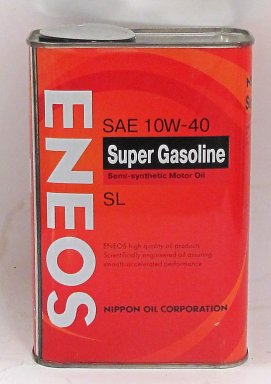 ENEOS
SAE 10W-40
Super Gasoline
Semi-synthetic Motor Oil
SL
ENEOS high quality oil products
Scientifically engineered oil assuring
smooth accelerated performance
NIPPON OIL CORPORATION